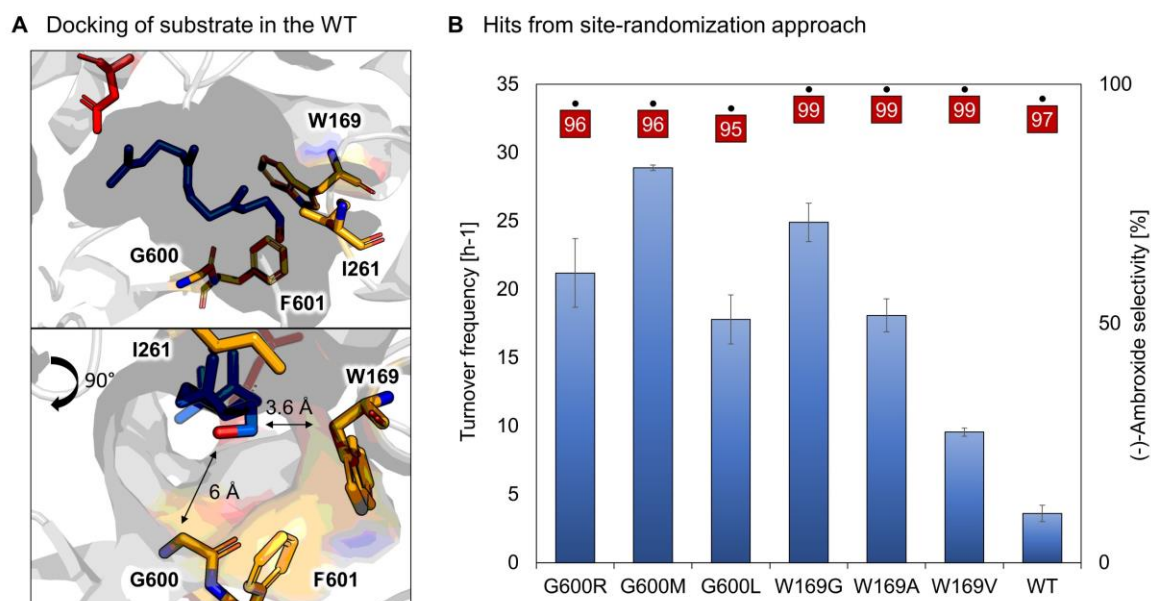 A Docking of substrate in the WT
W169
G600
I261
F601
90°
I261
W169
3.6 Å
6 Å
G600
F601
B Hits from site-randomization approach
Turnover frequency [h-1]
35
30
25
20
15
10
5
0
96
96
95
99
99
99
97
100
50
0
(-)-Ambroxide selectivity [%]
G600R G600M G600L W169G W169A W169V WT